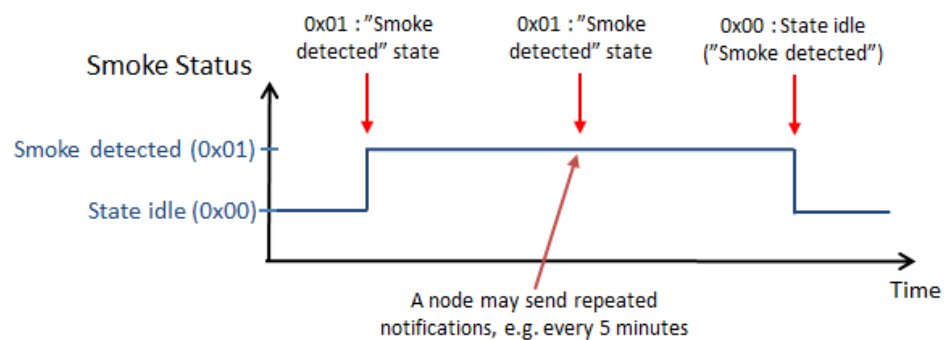 0x01 : ”Smoke
detected” state
0x01 : ”Smoke
detected” state
0x00 : State idle
(”Smoke detected”)
Smoke Status
Smoke detected (0x01)
State idle (0x00)
Time
A node may send repeated
notifications, e.g. every 5 minutes